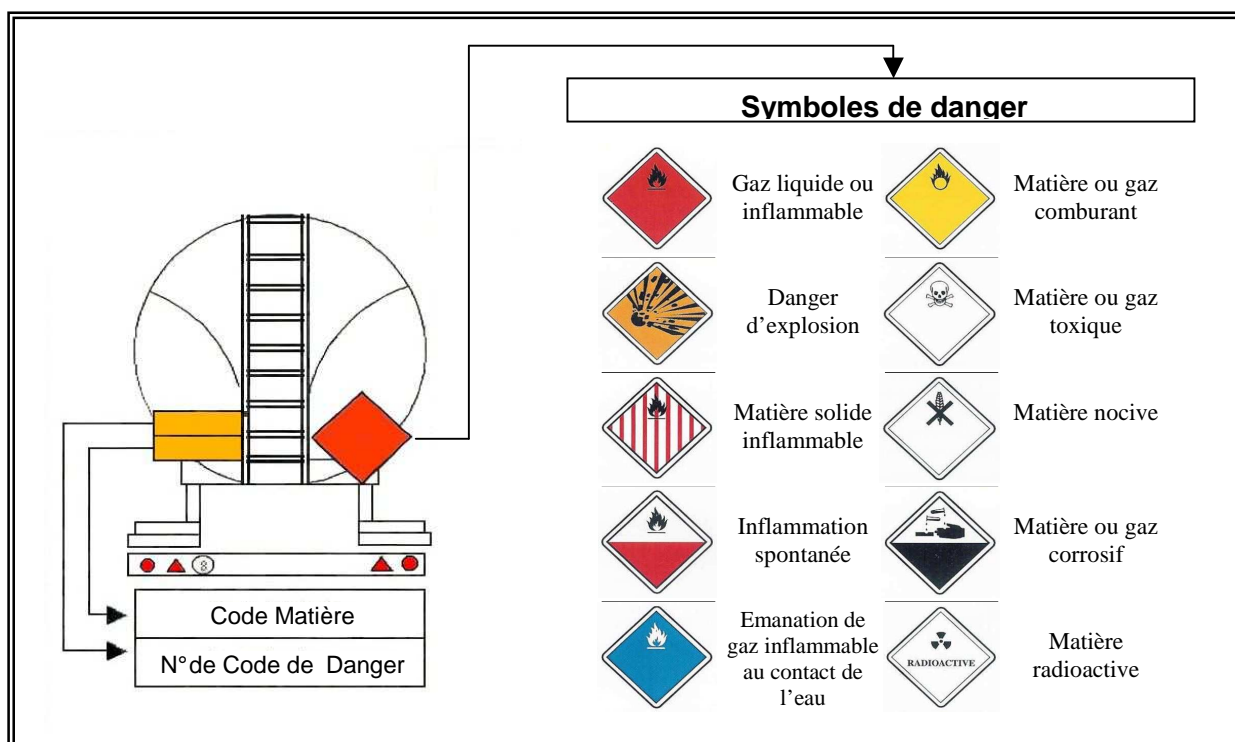 Symboles de danger
Gaz liquide ou
inflammable
Matière ou gaz
comburant
Danger
d’explosion
Matière ou gaz
toxique
Matière solide
inflammable
Matière nocive
Inflammation
spontanée
Matière ou gaz
corrosif
Emanation de
gaz inflammable
au contact de
l’eau
RADIOACTIVE
Matière
radioactive
8
Code Matière
N° de Code de Danger